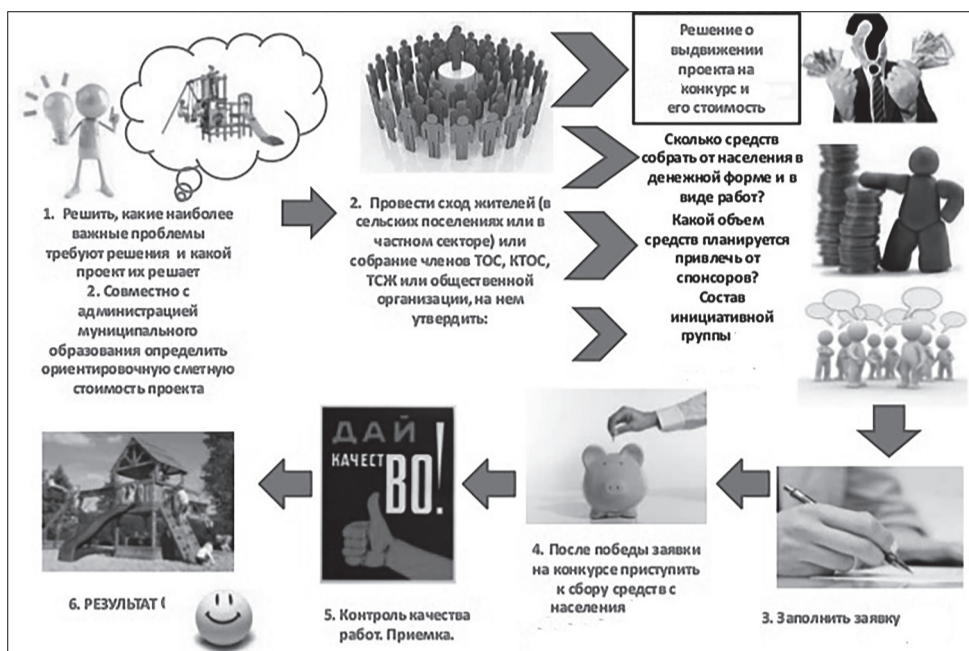 1. Решить, какие наиболее
важные проблемы
требуют решения и какой
проект их решает
2. Совместно с
администрацией
муниципального
образования определить
ориентировочную сметную
стоимость проекта
2. Провести сход жителей (в
сельских поселениях или в
частном секторе) или
собрание членов ТОС, КТОС,
ТСЖ или общественной
организации, на нем
утвердить:
Решение о
выдвижении
проекта на
конкурс и
его стоимость
?
Сколько средств
собрать от населения в
денежной форме и в
виде работ?
Какой объем
средств планируется
привлечь от
спонсоров?
Состав
инициативной
группы
3. Заполнить заявку
4. После победы заявки
на конкурсе приступить
к сбору средств с
населения
ДАЙ
КАЧЕСТ
ВО!
5. Контроль качества
работ. Приемка.
6. РЕЗУЛЬТАТ (